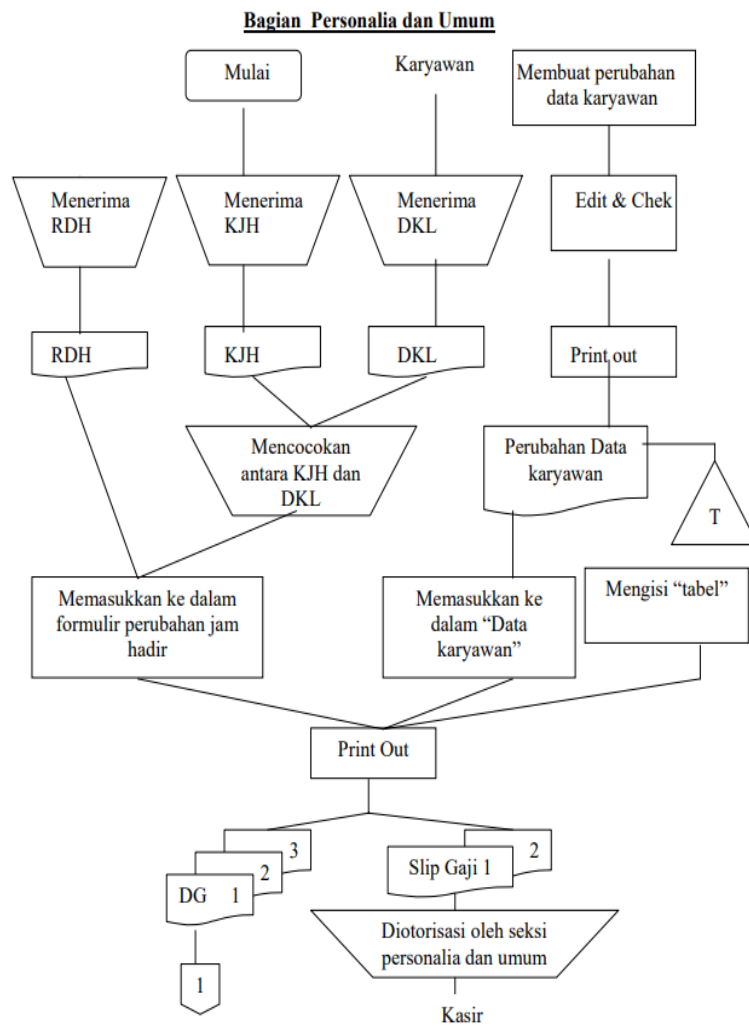 Bagian Personalia dan Umum
Mulai
Karyawan
Membuat perubahan
data karyawan
Menerima
RDH
Menerima
KJH
Menerima
DKL
Edit & Chek
RDH
KJH
DKL
Print out
Mencocokan
antara KJH dan
DKL
Perubahan Data
karyawan
T
Memasukkan ke dalam
formulir perubahan jam
hadir
Memasukkan ke
dalam “Data
karyawan”
Mengisi “tabel”
Print Out
3
2
DG 1
Slip Gaji 1
2
1
Diotorisasi oleh seksi
personalia dan umum
Kasir